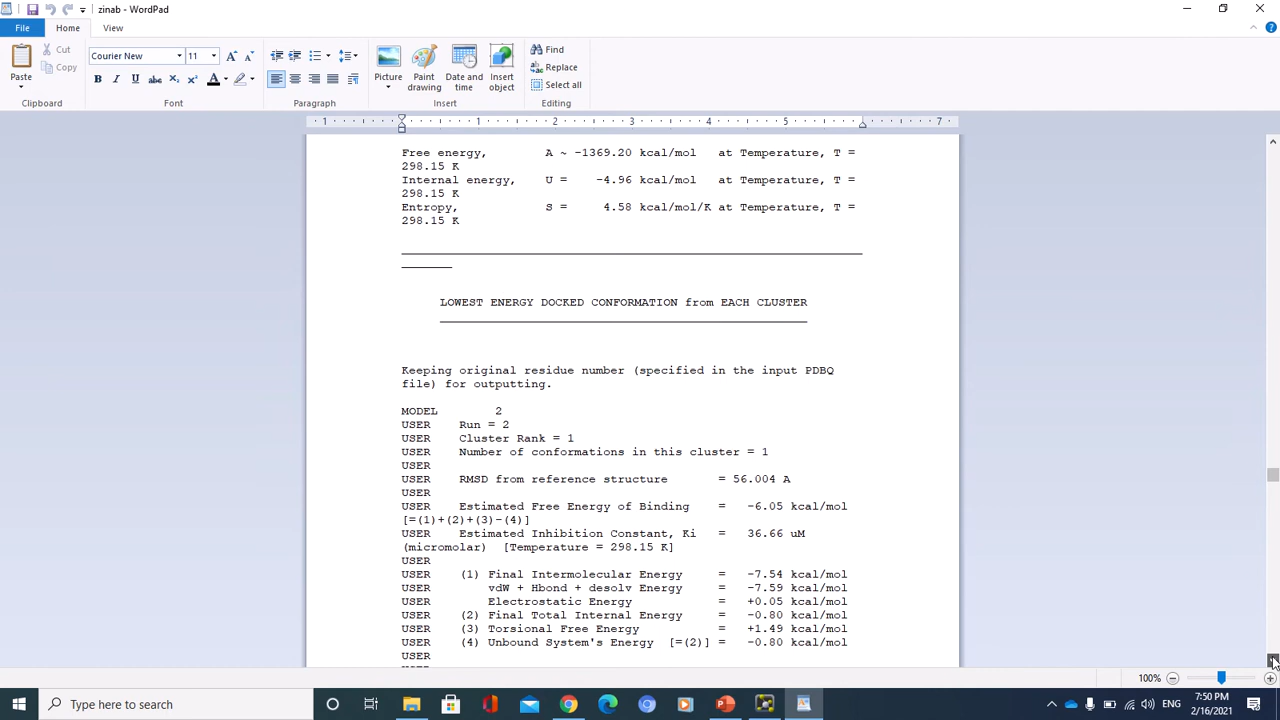 zinab - WordPad
File Home View
Courier New 11
Cut
Copy
Paste
Picture
Paint drawing
Date and time
Insert object
Find
Replace
Select all
Clipboard Font Paragraph Insert Editing
1 1 2 3 4 5 7
Free energy, A ~ -1369.20 kcal/mol at Temperature, T =
298.15 K
Internal energy, U = -4.96 kcal/mol at Temperature, T =
298.15 K
Entropy, S = 4.58 kcal/mol/K at Temperature, T =
298.15 K
LOWEST ENERGY DOCKED CONFORMATION from EACH CLUSTER
Keeping original residue number (specified in the input PDBQ
file) for outputting.
MODEL 2
USER Run = 2
USER Cluster Rank = 1
USER Number of conformations in this cluster = 1
USER
USER RMSD from reference structure = 56.004 A
USER
USER Estimated Free Energy of Binding = -6.05 kcal/mol
[=(1)+(2)+(3)-(4)]
USER Estimated Inhibition Constant, Ki = 36.66 uM
(micromolar) [Temperature = 298.15 K]
USER
USER (1) Final Intermolecular Energy = -7.54 kcal/mol
USER vdW + Hbond + desolv Energy = -7.59 kcal/mol
USER Electrostatic Energy = +0.05 kcal/mol
USER (2) Final Total Internal Energy = -0.80 kcal/mol
USER (3) Torsional Free Energy = +1.49 kcal/mol
USER (4) Unbound System's Energy [=(2)] = -0.80 kcal/mol
USER
100%
Type here to search
ENG
7:50 PM
2/16/2021